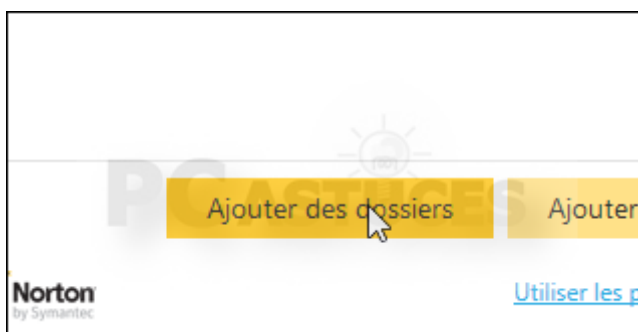 PC ASTUCES
Ajouter des dossiers
Ajouter
Norton
by Symantec
Utiliser les p